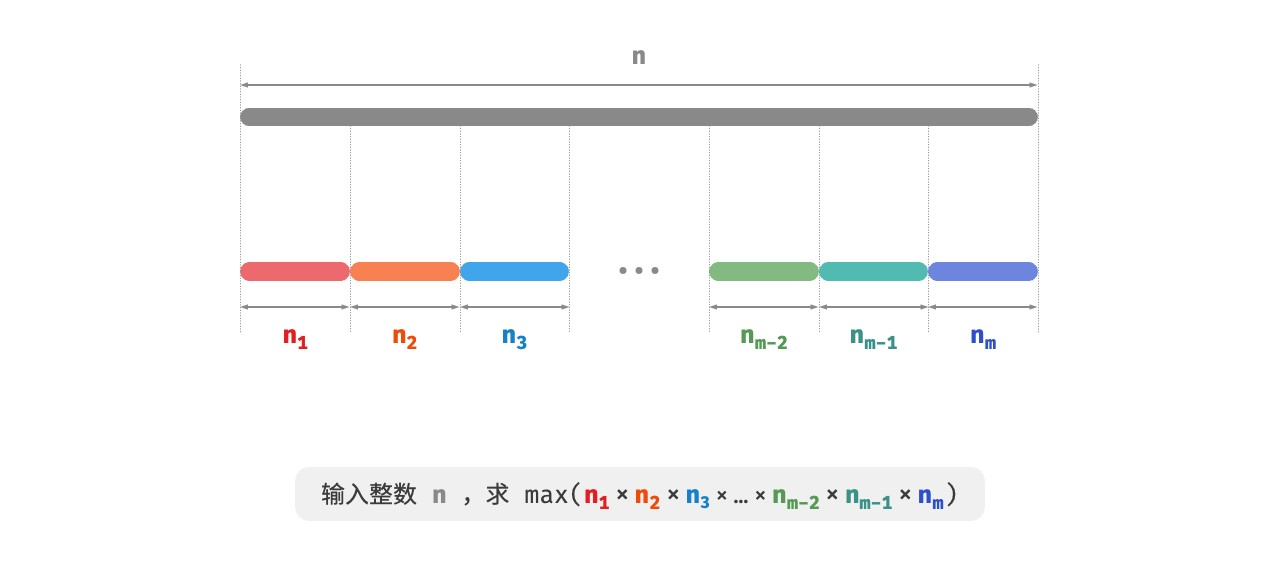 n
n₁ n₂ n₃ ••• nₘ₋₂ nₘ₋₁ nₘ
输入整数 n ，求 max(n₁ × n₂ × n₃ × … × nₘ₋₂ × nₘ₋₁ × nₘ)